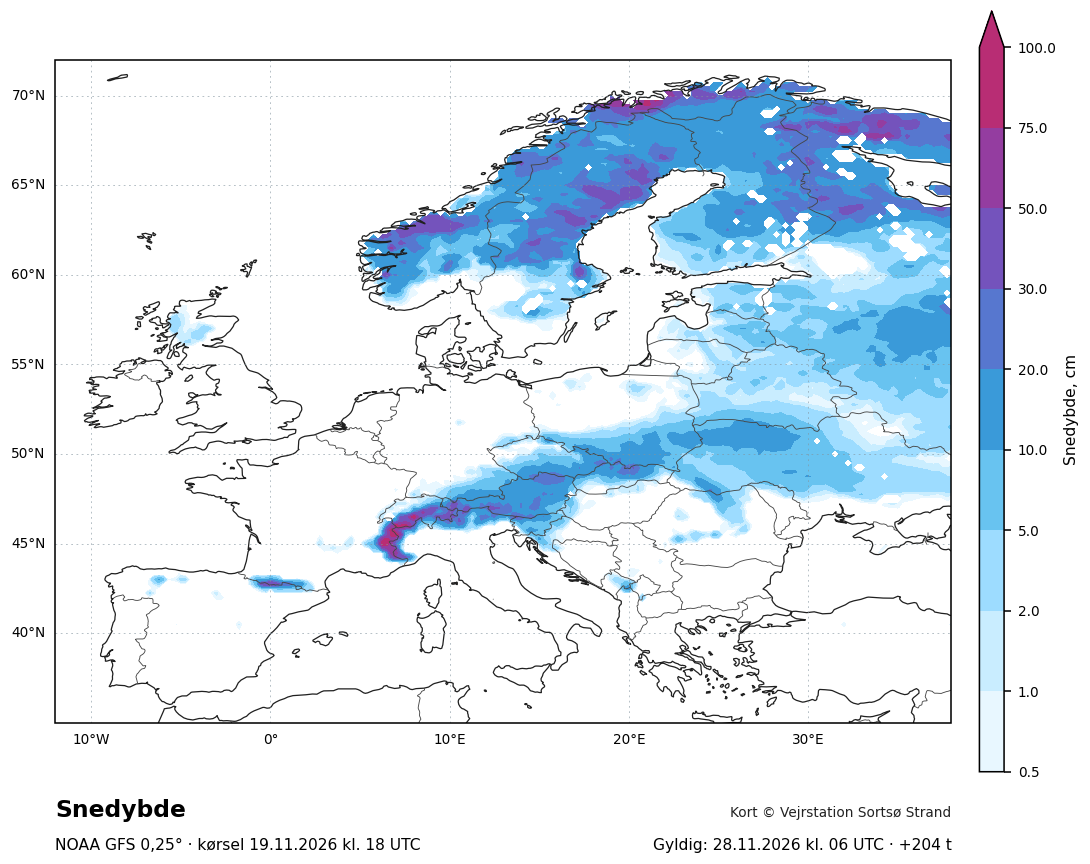 70°N
65°N
60°N
55°N
50°N
45°N
40°N
10°W
0°
10°E
20°E
30°E
100.0
75.0
50.0
30.0
20.0
10.0
5.0
2.0
1.0
0.5
Snedybde, cm
Snedybde
Kort © Vejrstation Sortsø Strand
NOAA GFS 0,25° · kørsel 19.11.2026 kl. 18 UTC
Gyldig: 28.11.2026 kl. 06 UTC · +204 t